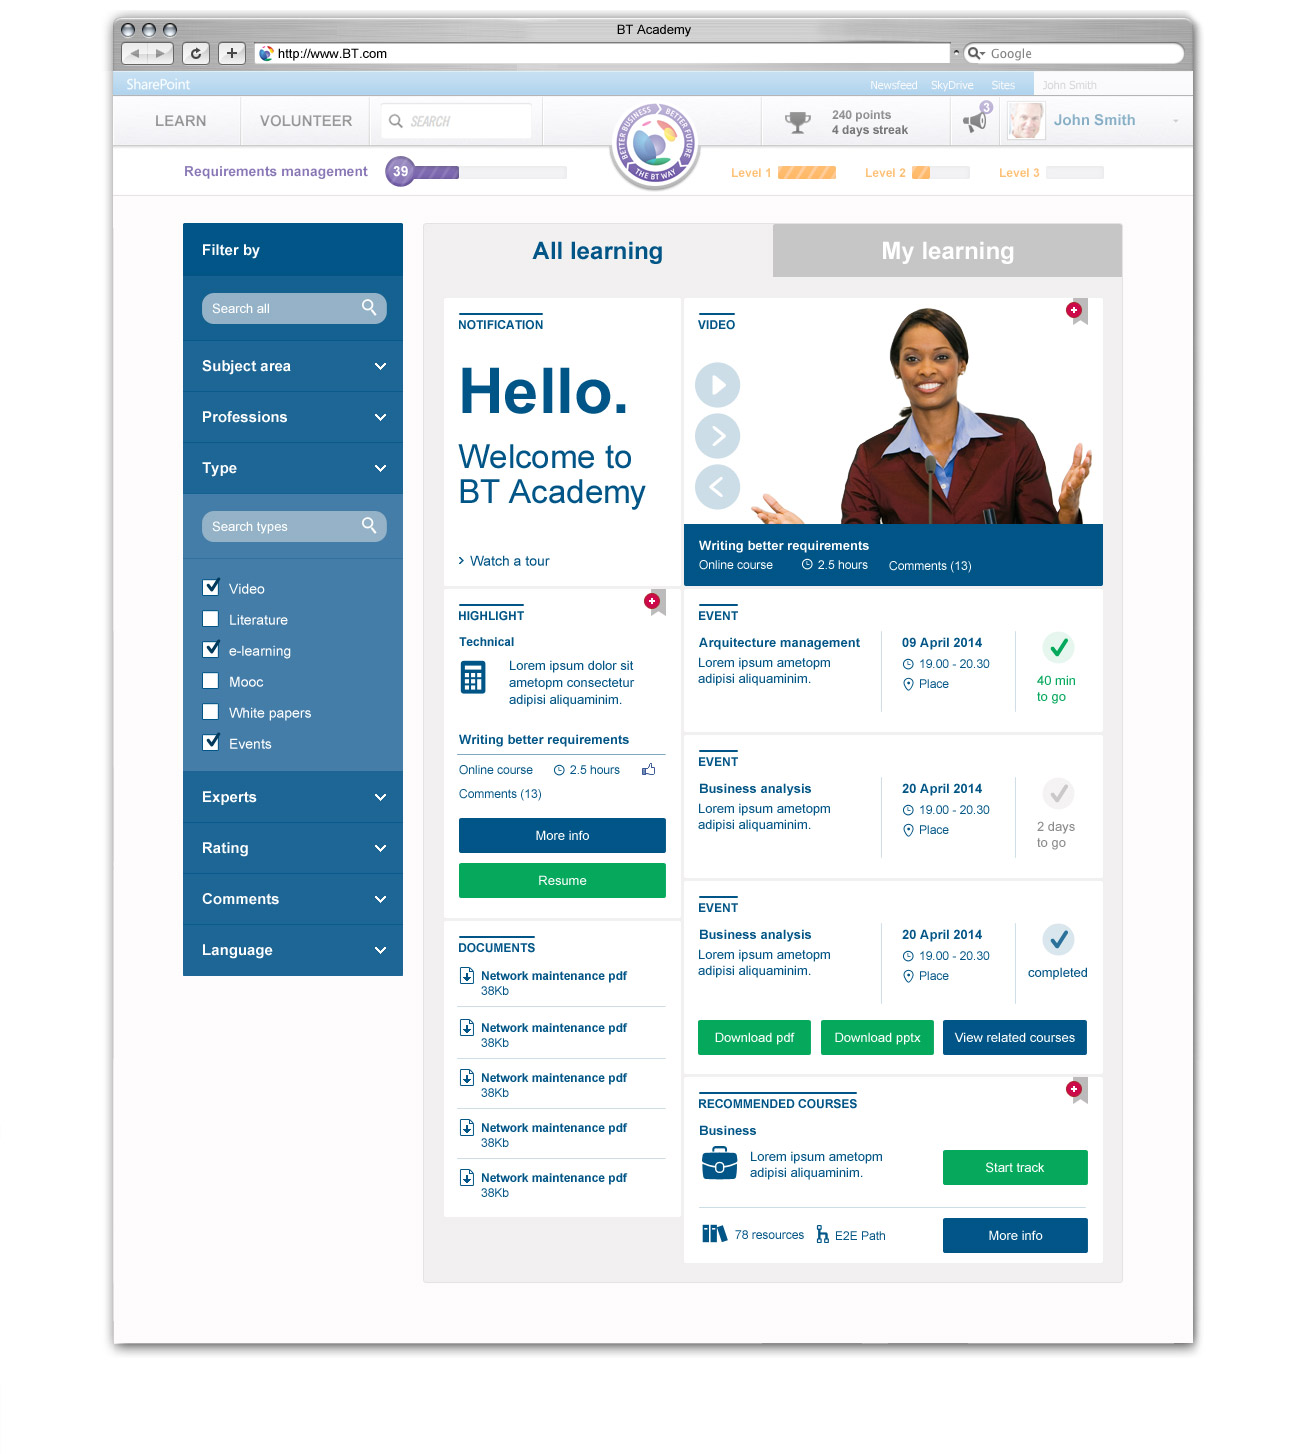 BT Academy
http://www.BT.com
Google
SharePoint
Newsfeed SkyDrive Sites John Smith
LEARN
VOLUNTEER
SEARCH
BETTER BUSINESS BETTER FUTURE
THE BT WAY
240 points
4 days streak
3
John Smith
Requirements management
39
Level 1
Level 2
Level 3
Filter by
Search all
Subject area
Professions
Type
Search types
Video
Literature
e-learning
Mooc
White papers
Events
Experts
Rating
Comments
Language
All learning
My learning
NOTIFICATION
Hello.
Welcome to
BT Academy
Watch a tour
VIDEO
Writing better requirements
Online course 2.5 hours Comments (13)
HIGHLIGHT
Technical
Lorem ipsum dolor sit
ametopm consectetur
adipisi aliquaminim.
Writing better requirements
Online course 2.5 hours
Comments (13)
More info
Resume
DOCUMENTS
Network maintenance pdf
38Kb
Network maintenance pdf
38Kb
Network maintenance pdf
38Kb
Network maintenance pdf
38Kb
Network maintenance pdf
38Kb
EVENT
Arquitecture management
Lorem ipsum ametopm
adipisi aliquaminim.
09 April 2014
19.00 - 20.30
Place
40 min
to go
EVENT
Business analysis
Lorem ipsum ametopm
adipisi aliquaminim.
20 April 2014
19.00 - 20.30
Place
2 days
to go
EVENT
Business analysis
Lorem ipsum ametopm
adipisi aliquaminim.
20 April 2014
19.00 - 20.30
Place
completed
Download pdf
Download pptx
View related courses
RECOMMENDED COURSES
Business
Lorem ipsum ametopm
adipisi aliquaminim.
Start track
78 resources
E2E Path
More info